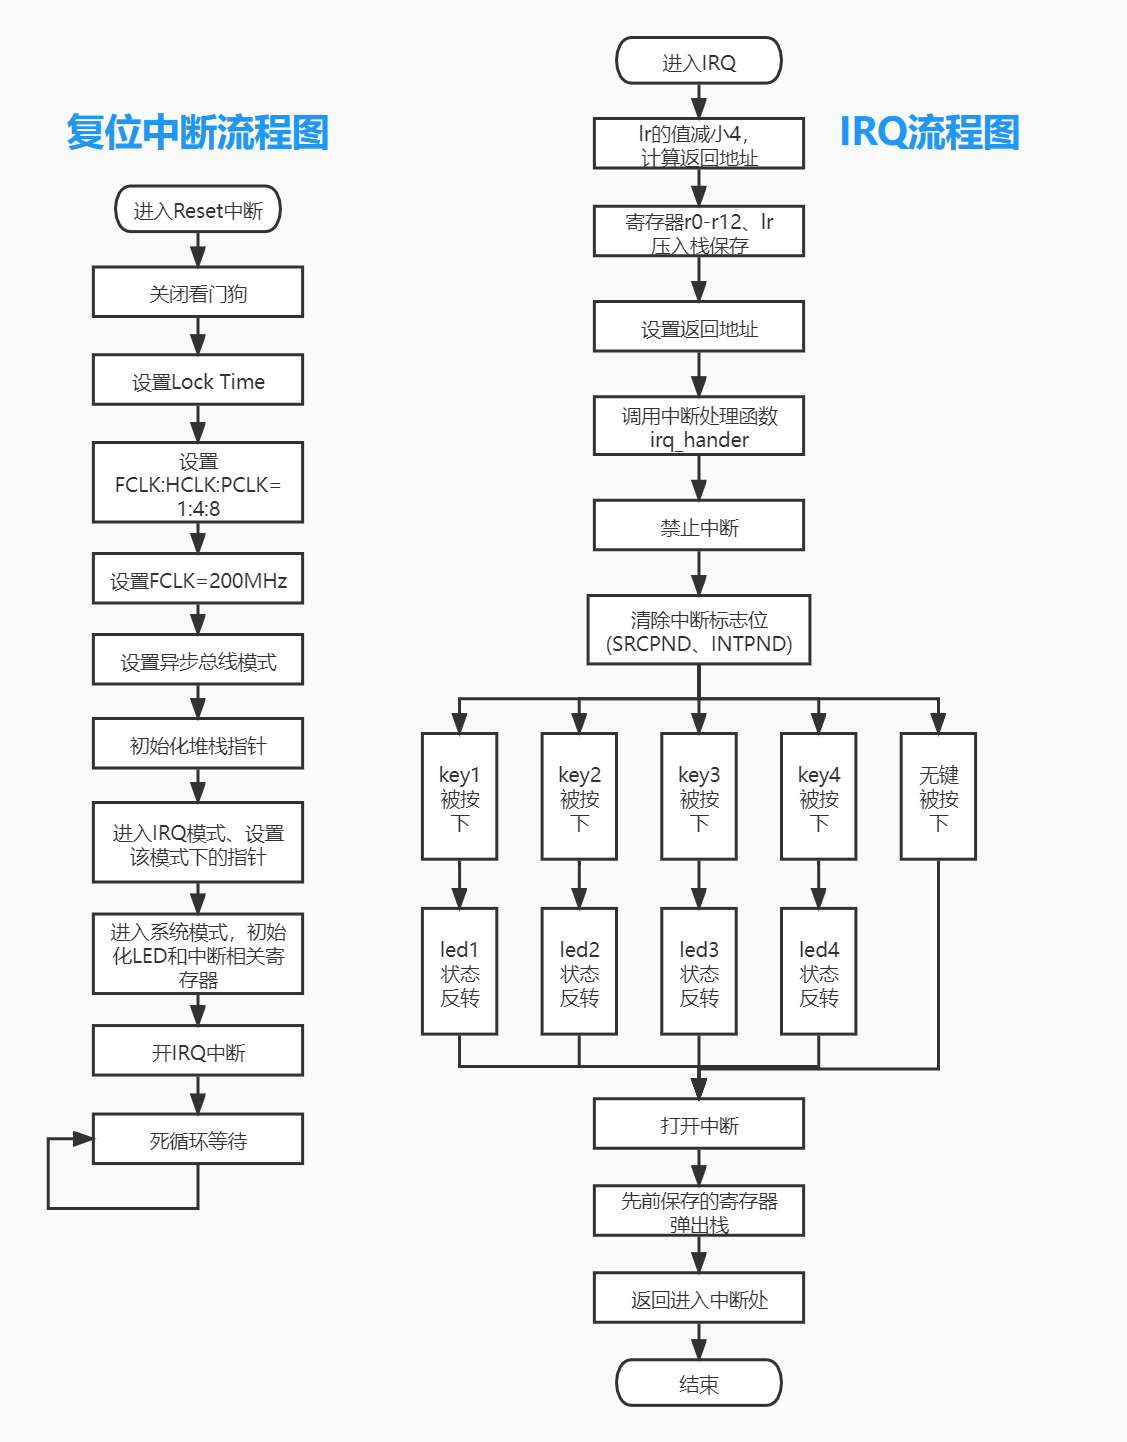 复位中断流程图
进入Reset中断
关闭看门狗
设置Lock Time
设置
FCLK:HCLK:PCLK=
1:4:8
设置FCLK=200MHz
设置异步总线模式
初始化堆栈指针
进入IRQ模式、设置
该模式下的指针
进入系统模式，初始
化LED和中断相关寄
存器
开IRQ中断
死循环等待
IRQ流程图
进入IRQ
lr的值减小4，
计算返回地址
寄存器r0-r12、lr
压入栈保存
设置返回地址
调用中断处理函数
irq_hander
禁止中断
清除中断标志位
(SRCPND、INTPND)
key1
被按
下
key2
被按
下
key3
被按
下
key4
被按
下
无键
被按
下
led1
状态
反转
led2
状态
反转
led3
状态
反转
led4
状态
反转
打开中断
先前保存的寄存器
弹出栈
返回进入中断处
结束